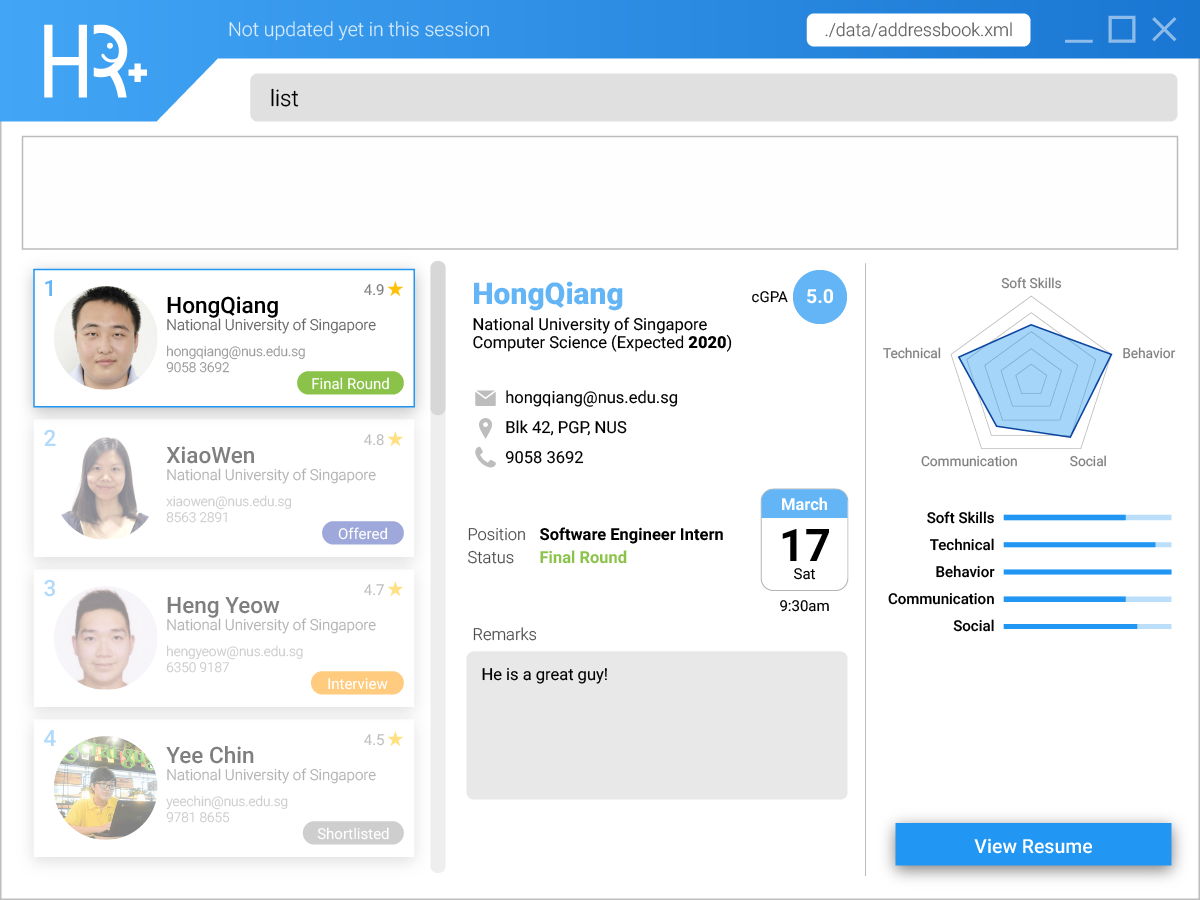 HR+
Not updated yet in this session
./data/addressbook.xml
list
1
4.9
HongQiang
National University of Singapore
hongqiang@nus.edu.sg
9058 3692
Final Round
2
4.8
XiaoWen
National University of Singapore
xiaowen@nus.edu.sg
8563 2891
Offered
3
4.7
Heng Yeow
National University of Singapore
hengyeow@nus.edu.sg
6350 9187
Interview
4
4.5
Yee Chin
National University of Singapore
yeechin@nus.edu.sg
9781 8655
Shortlisted
HongQiang
cGPA 5.0
National University of Singapore
Computer Science (Expected 2020)
hongqiang@nus.edu.sg
Blk 42, PGP, NUS
9058 3692
Position Software Engineer Intern
Status Final Round
March
17
Sat
9:30am
Remarks
He is a great guy!
Soft Skills
Technical
Behavior
Communication
Social
Soft Skills
Technical
Behavior
Communication
Social
View Resume